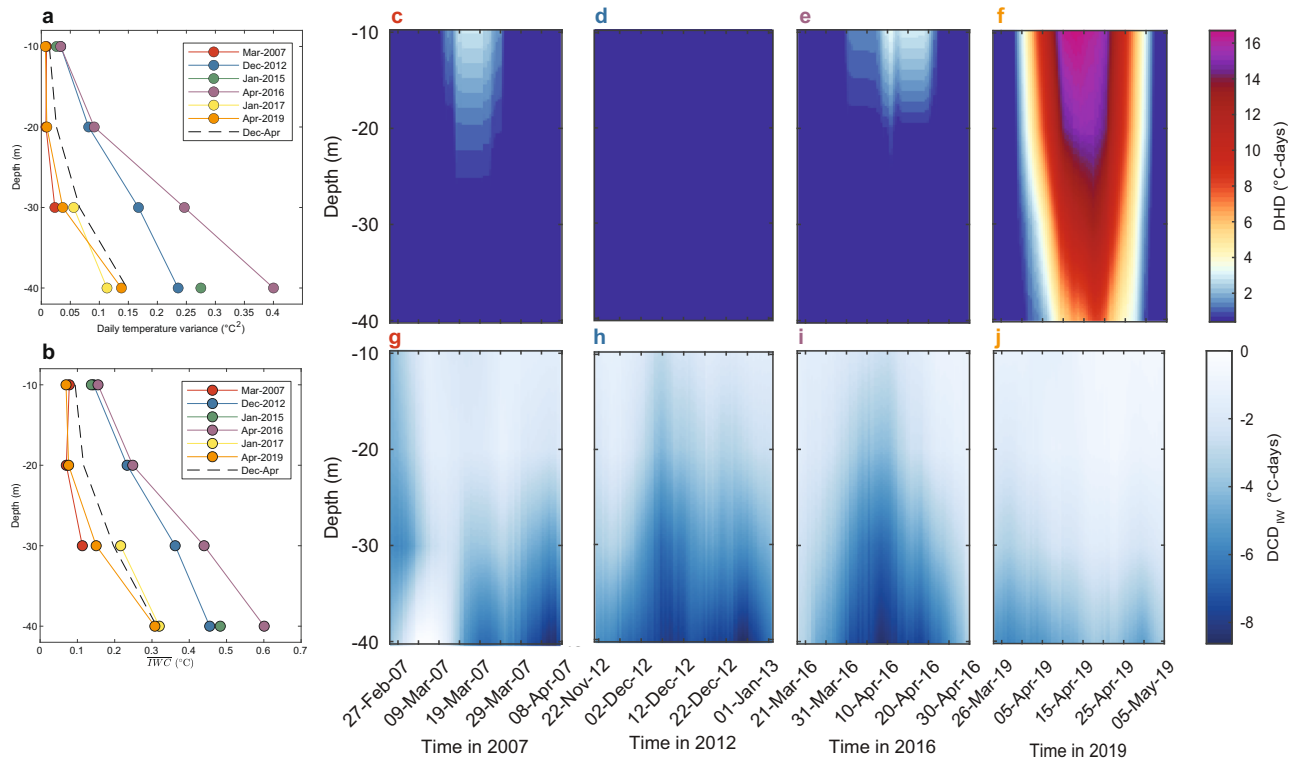 a
-10
-20
-30
-40
Depth (m)
0
0.05
0.1
0.15
0.2
0.25
0.3
0.35
0.4
Daily temperature variance (°C²)
Mar-2007
Dec-2012
Jan-2015
Apr-2016
Jan-2017
Apr-2019
Dec-Apr
b
-10
-20
-30
-40
Depth (m)
0
0.1
0.2
0.3
0.4
0.5
0.6
0.7
IWC (°C)
Mar-2007
Dec-2012
Jan-2015
Apr-2016
Jan-2017
Apr-2019
Dec-Apr
c
d
e
f
-10
-20
-30
-40
Depth (m)
16
14
12
10
8
6
4
2
DHD (°C-days)
g
h
i
j
-10
-20
-30
-40
Depth (m)
0
-2
-4
-6
-8
DCD_IW (°C-days)
27-Feb-07
09-Mar-07
19-Mar-07
29-Mar-07
08-Apr-07
22-Nov-12
02-Dec-12
12-Dec-12
22-Dec-12
01-Jan-13
21-Mar-16
31-Mar-16
10-Apr-16
20-Apr-16
30-Apr-16
26-Mar-19
05-Apr-19
15-Apr-19
25-Apr-19
05-May-19
Time in 2007
Time in 2012
Time in 2016
Time in 2019